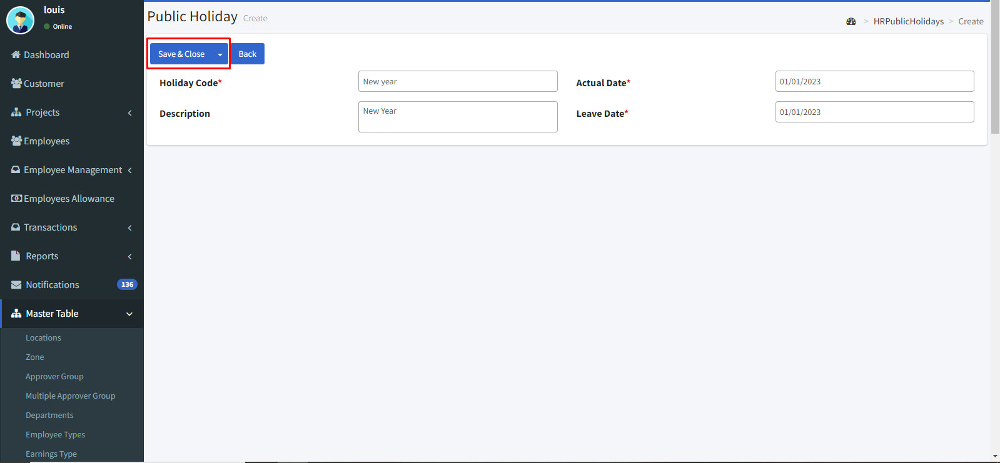 louis
Online
Dashboard
Customer
Projects
Employees
Employee Management
Employees Allowance
Transactions
Reports
Notifications 136
Master Table
Locations
Zone
Approver Group
Multiple Approver Group
Departments
Employee Types
Earnings Type
Public Holiday Create
> HRPublicHolidays > Create
Save & Close Back
Holiday Code* New year Actual Date* 01/01/2023
Description New Year Leave Date* 01/01/2023